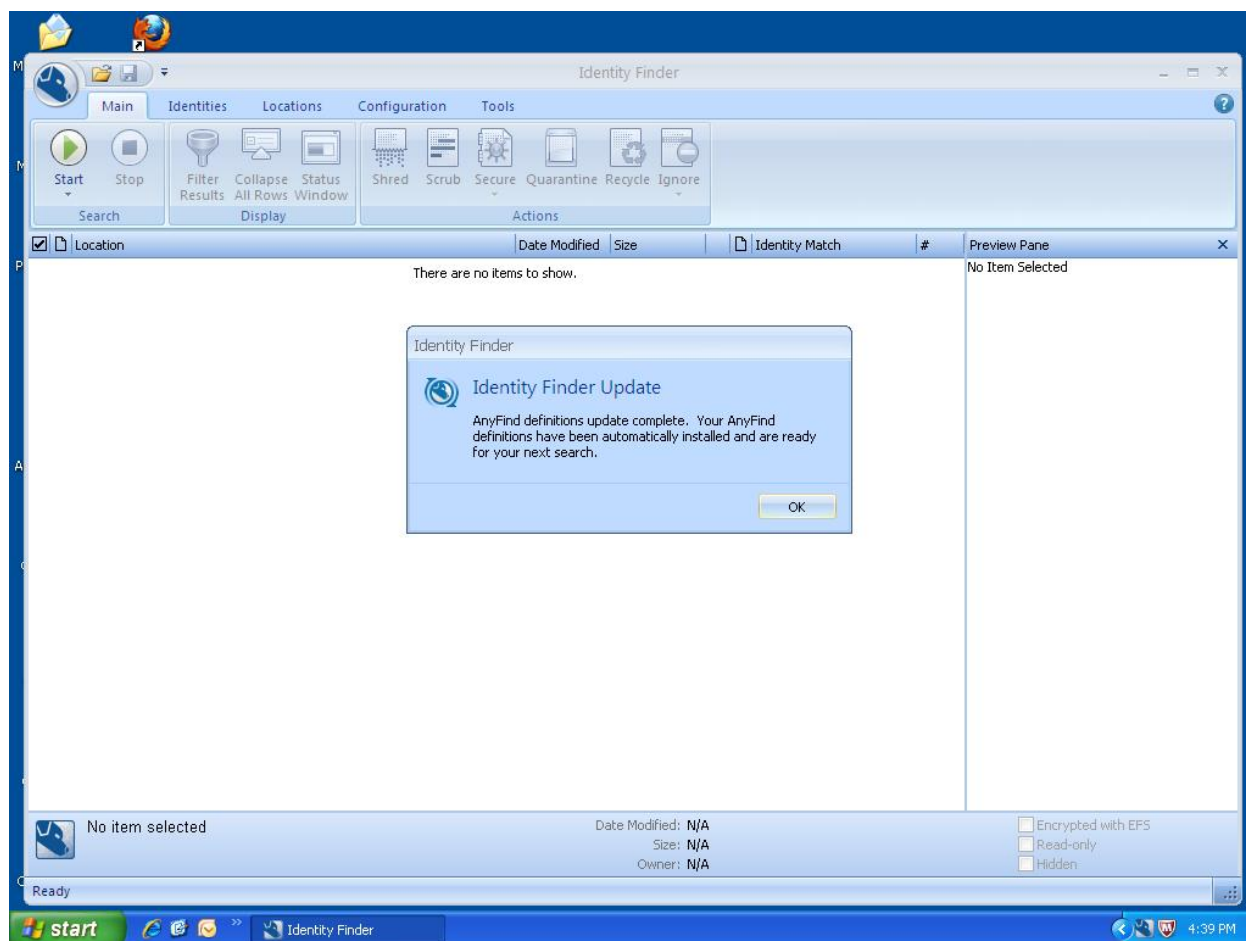 Identity Finder
Main Identities Locations Configuration Tools
Start Stop Filter Results Collapse All Rows Status Window Shred Scrub Secure Quarantine Recycle Ignore
Search Display Actions
Location Date Modified Size Identity Match # Preview Pane
There are no items to show. No Item Selected
Identity Finder
Identity Finder Update
AnyFind definitions update complete. Your AnyFind
definitions have been automatically installed and are ready
for your next search.
OK
No item selected Date Modified: N/A Encrypted with EFS
Size: N/A Read-only
Owner: N/A Hidden
Ready
start Identity Finder 4:39 PM